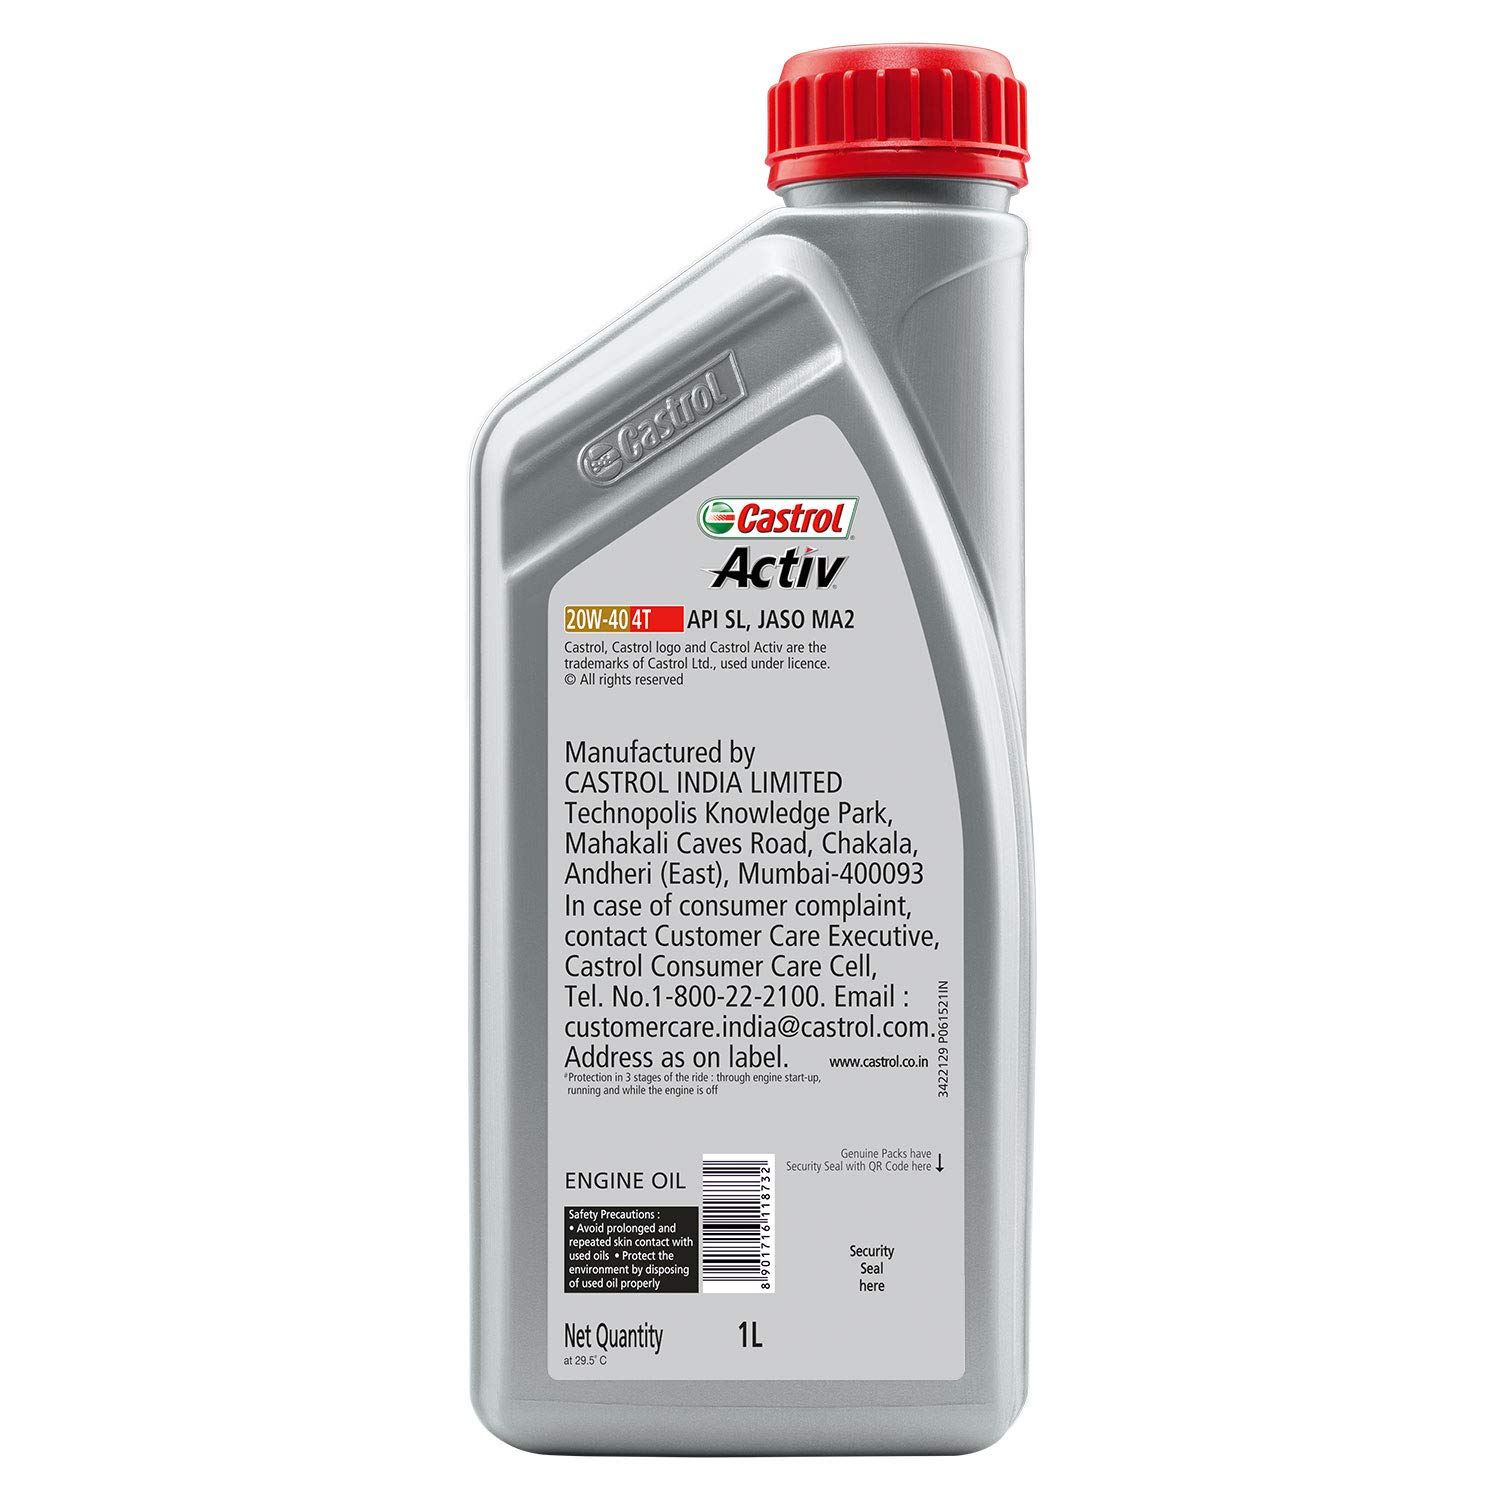 Castrol
Castrol
Activ
20W-40 4T API SL, JASO MA2
Castrol, Castrol logo and Castrol Activ are the
trademarks of Castrol Ltd., used under licence.
© All rights reserved
Manufactured by
CASTROL INDIA LIMITED
Technopolis Knowledge Park,
Mahakali Caves Road, Chakala,
Andheri (East), Mumbai-400093
In case of consumer complaint,
contact Customer Care Executive,
Castrol Consumer Care Cell,
Tel. No.1-800-22-2100. Email :
customercare.india@castrol.com.
Address as on label. www.castrol.co.in
#Protection in 3 stages of the ride : through engine start-up,
running and while the engine is off
3422129 P061521IN
Genuine Packs have
Security Seal with QR Code here ↓
ENGINE OIL
Safety Precautions :
• Avoid prolonged and
repeated skin contact with
used oils • Protect the
environment by disposing
of used oil properly
8 901716 118732
Security
Seal
here
Net Quantity 1L
at 29.5° C